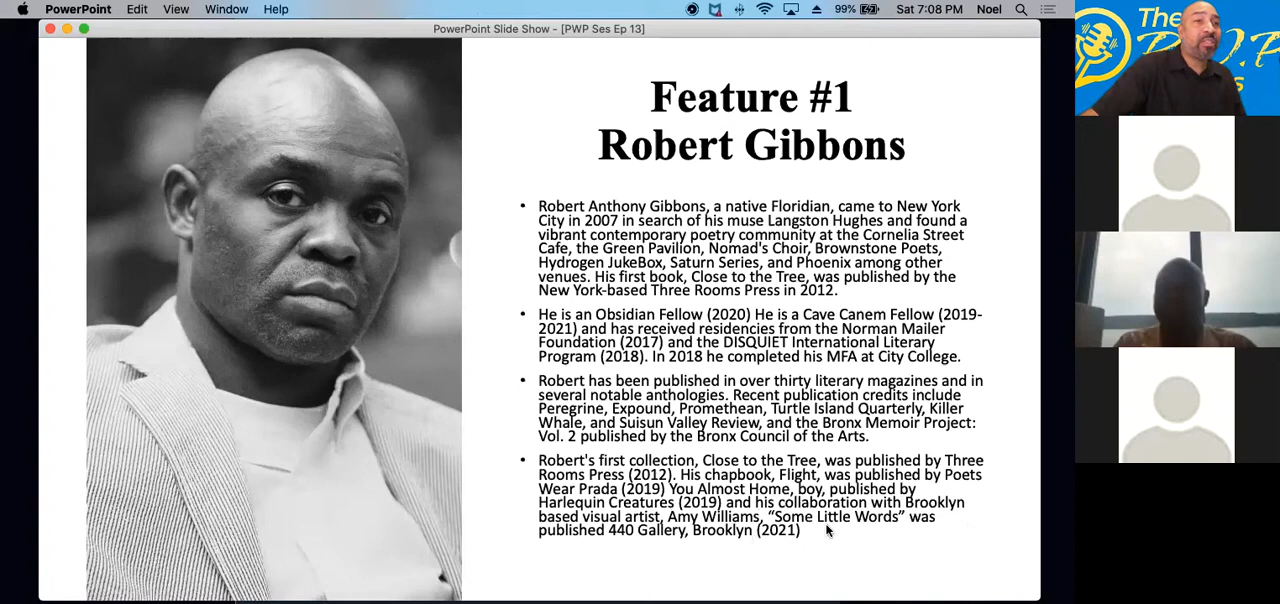 PowerPoint Edit View Window Help 99% Sat 7:08 PM Noel
PowerPoint Slide Show - [PWP Ses Ep 13]
The
Feature #1
Robert Gibbons
• Robert Anthony Gibbons, a native Floridian, came to New York
City in 2007 in search of his muse Langston Hughes and found a
vibrant contemporary poetry community at the Cornelia Street
Cafe, the Green Pavilion, Nomad's Choir, Brownstone Poets,
Hydrogen JukeBox, Saturn Series, and Phoenix among other
venues. His first book, Close to the Tree, was published by the
New York-based Three Rooms Press in 2012.
• He is an Obsidian Fellow (2020) He is a Cave Canem Fellow (2019-
2021) and has received residencies from the Norman Mailer
Foundation (2017) and the DISQUIET International Literary
Program (2018). In 2018 he completed his MFA at City College.
• Robert has been published in over thirty literary magazines and in
several notable anthologies. Recent publication credits include
Peregrine, Expound, Promethean, Turtle Island Quarterly, Killer
Whale, and Suisun Valley Review, and the Bronx Memoir Project:
Vol. 2 published by the Bronx Council of the Arts.
• Robert's first collection, Close to the Tree, was published by Three
Rooms Press (2012). His chapbook, Flight, was published by Poets
Wear Prada (2019) You Almost Home, boy, published by
Harlequin Creatures (2019) and his collaboration with Brooklyn
based visual artist, Amy Williams, “Some Little Words” was
published 440 Gallery, Brooklyn (2021)